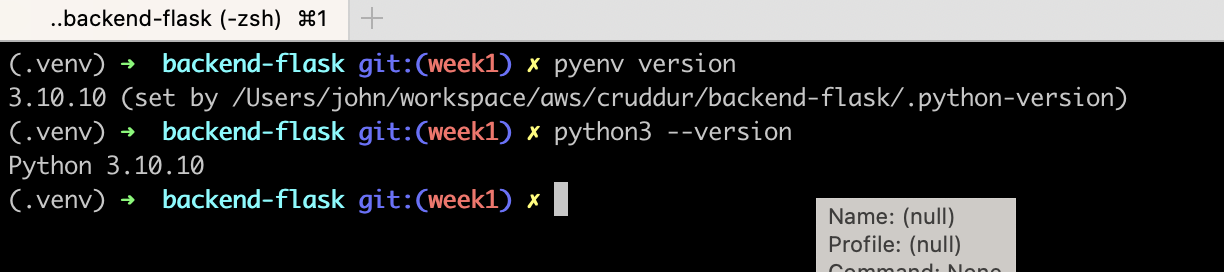 ..backend-flask (-zsh) ⌘1
(.venv) ➜ backend-flask git:(week1) ✗ pyenv version
3.10.10 (set by /Users/john/workspace/aws/cruddur/backend-flask/.python-version)
(.venv) ➜ backend-flask git:(week1) ✗ python3 --version
Python 3.10.10
(.venv) ➜ backend-flask git:(week1) ✗
Name: (null)
Profile: (null)
Command: None